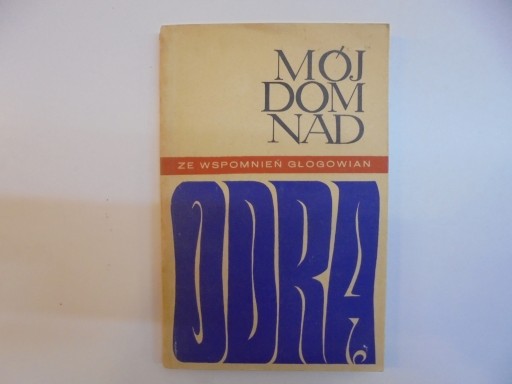 MÓJ
DOM
NAD
ZE WSPOMNIEŃ GŁOGOWIAN
ODRĄ